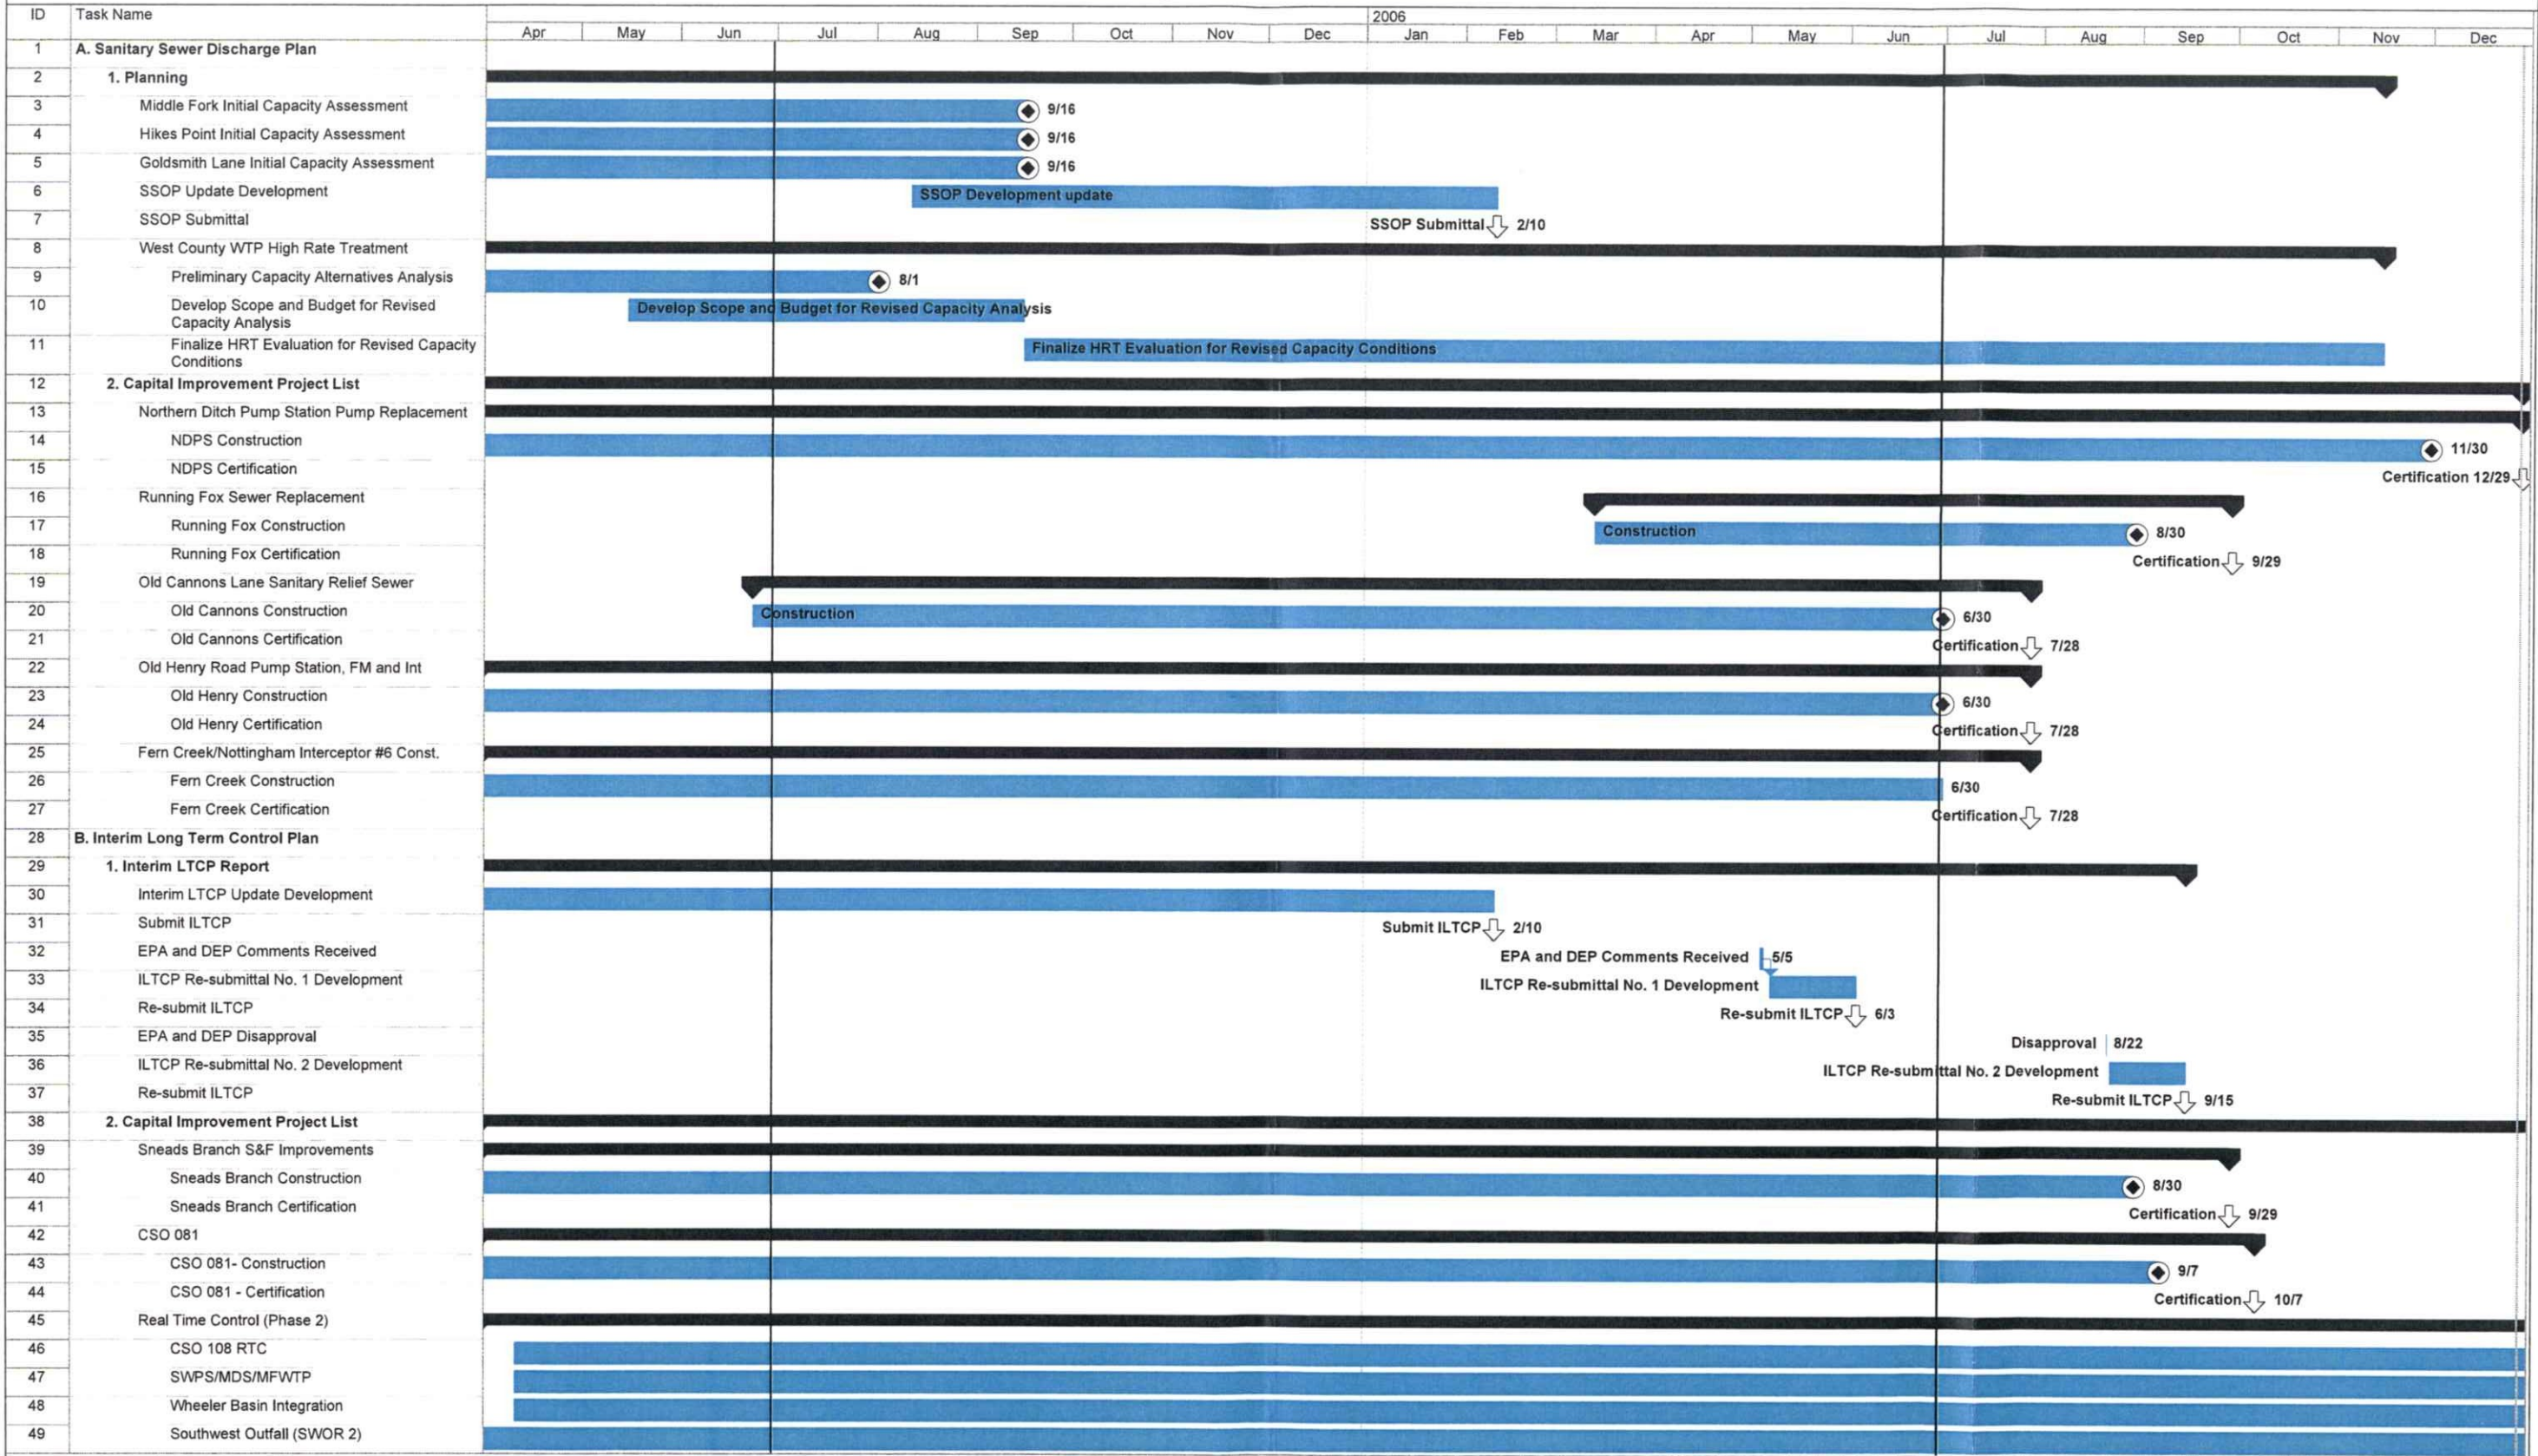 ID Task Name
2006
Apr May Jun Jul Aug Sep Oct Nov Dec Jan Feb Mar Apr May Jun Jul Aug Sep Oct Nov Dec
1 A. Sanitary Sewer Discharge Plan
2 1. Planning
3 Middle Fork Initial Capacity Assessment 9/16
4 Hikes Point Initial Capacity Assessment 9/16
5 Goldsmith Lane Initial Capacity Assessment 9/16
6 SSOP Update Development SSOP Development update
7 SSOP Submittal SSOP Submittal 2/10
8 West County WTP High Rate Treatment
9 Preliminary Capacity Alternatives Analysis 8/1
10 Develop Scope and Budget for Revised
Capacity Analysis
Develop Scope and Budget for Revised Capacity Analysis
11 Finalize HRT Evaluation for Revised Capacity
Conditions
Finalize HRT Evaluation for Revised Capacity Conditions
12 2. Capital Improvement Project List
13 Northern Ditch Pump Station Pump Replacement
14 NDPS Construction 11/30
15 NDPS Certification Certification 12/29
16 Running Fox Sewer Replacement
17 Running Fox Construction Construction 8/30
18 Running Fox Certification Certification 9/29
19 Old Cannons Lane Sanitary Relief Sewer
20 Old Cannons Construction Construction 6/30
21 Old Cannons Certification Certification 7/28
22 Old Henry Road Pump Station, FM and Int
23 Old Henry Construction 6/30
24 Old Henry Certification Certification 7/28
25 Fern Creek/Nottingham Interceptor #6 Const.
26 Fern Creek Construction 6/30
27 Fern Creek Certification Certification 7/28
28 B. Interim Long Term Control Plan
29 1. Interim LTCP Report
30 Interim LTCP Update Development
31 Submit ILTCP Submit ILTCP 2/10
32 EPA and DEP Comments Received EPA and DEP Comments Received 5/5
33 ILTCP Re-submittal No. 1 Development ILTCP Re-submittal No. 1 Development
34 Re-submit ILTCP Re-submit ILTCP 6/3
35 EPA and DEP Disapproval Disapproval 8/22
36 ILTCP Re-submittal No. 2 Development ILTCP Re-submittal No. 2 Development
37 Re-submit ILTCP Re-submit ILTCP 9/15
38 2. Capital Improvement Project List
39 Sneads Branch S&F Improvements
40 Sneads Branch Construction 8/30
41 Sneads Branch Certification Certification 9/29
42 CSO 081
43 CSO 081- Construction 9/7
44 CSO 081 - Certification Certification 10/7
45 Real Time Control (Phase 2)
46 CSO 108 RTC
47 SWPS/MDS/MFWTP
48 Wheeler Basin Integration
49 Southwest Outfall (SWOR 2)